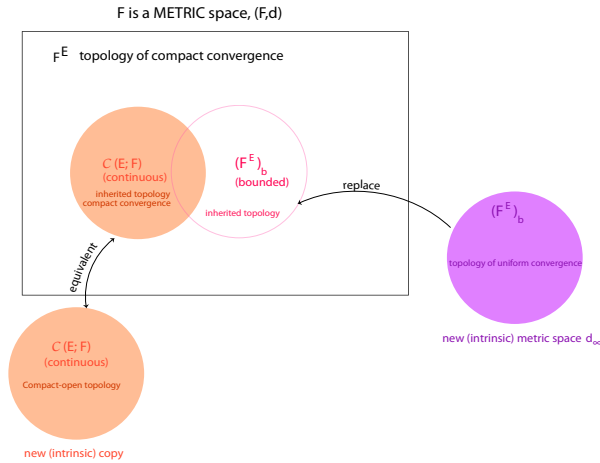 F is a METRIC space, (F,d)
F^E topology of compact convergence
C (E; F)
(continuous)
inherited topology
compact convergence
(F^E)_b
(bounded)
inherited topology
replace
(F^E)_b
topology of uniform convergence
new (intrinsic) metric space d_∞
equivalent
C (E; F)
(continuous)
Compact-open topology
new (intrinsic) copy